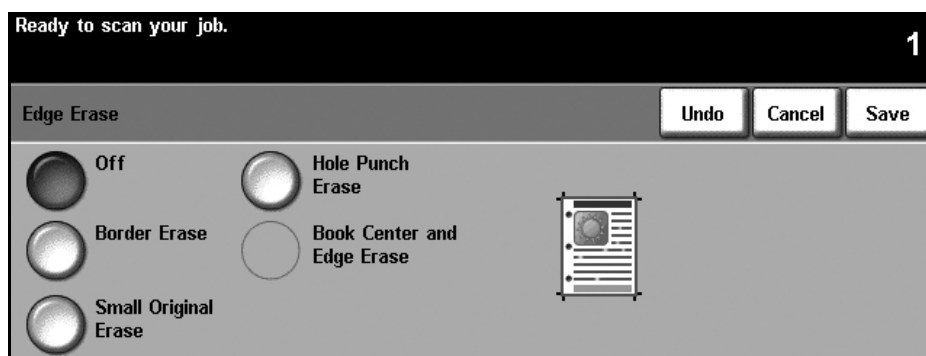 Ready to scan your job.
1
Edge Erase
Undo
Cancel
Save
Off
Hole Punch
Erase
Border Erase
Book Center and
Edge Erase
Small Original
Erase